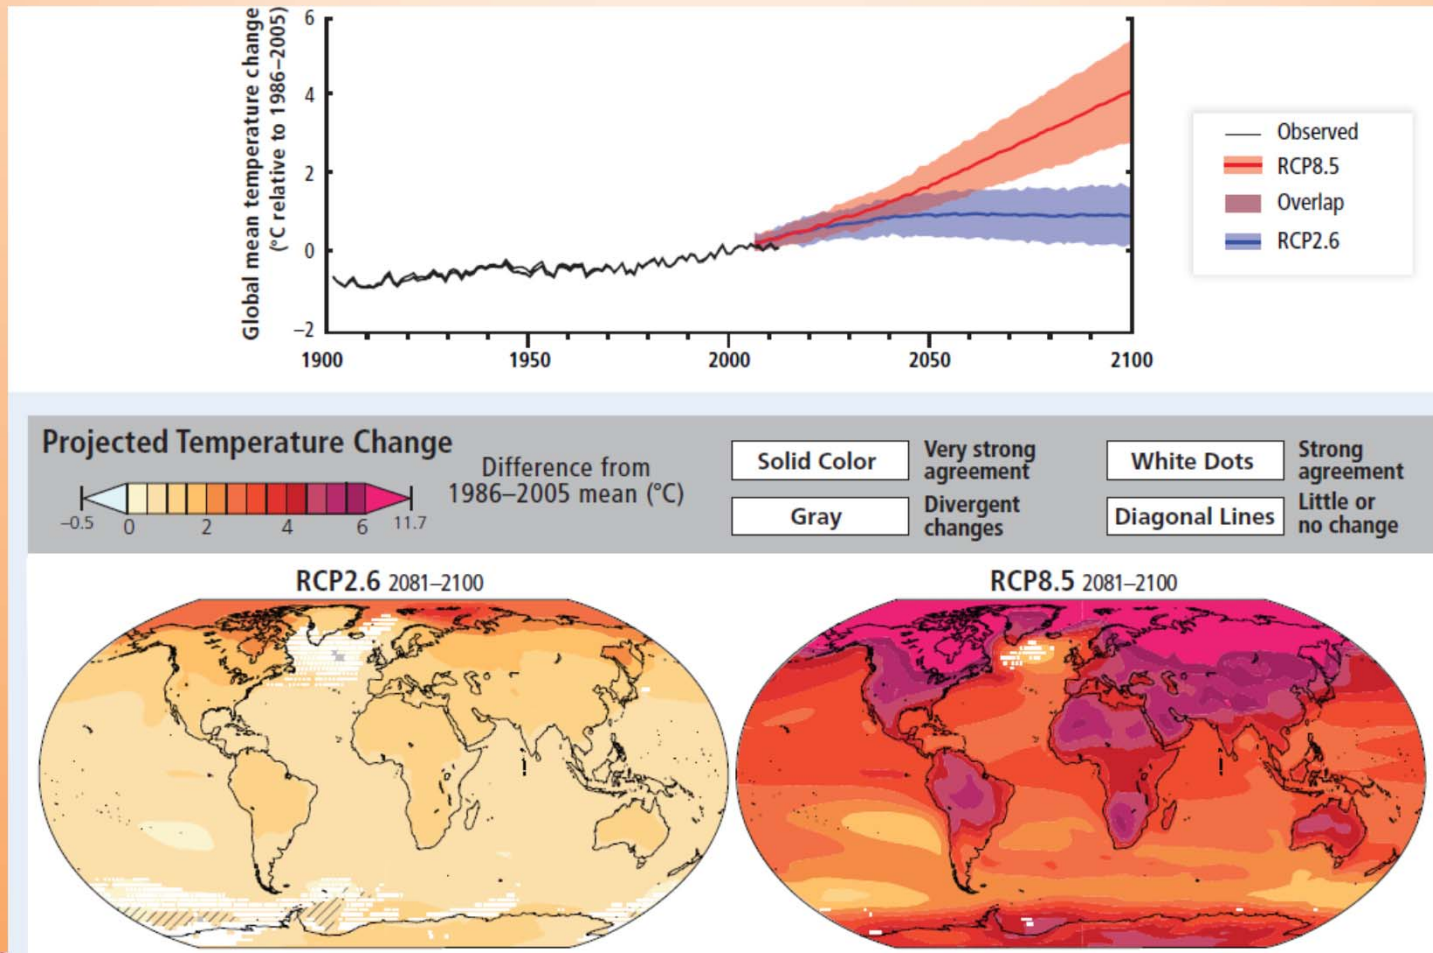 Global mean temperature change
(°C relative to 1986–2005)
6
4
2
0
–2
1900
1950
2000
2050
2100
Observed
RCP8.5
Overlap
RCP2.6
Projected Temperature Change
Difference from
1986–2005 mean (°C)
–0.5
0
2
4
6
11.7
Solid Color
Very strong
agreement
White Dots
Strong
agreement
Gray
Divergent
changes
Diagonal Lines
Little or
no change
RCP2.6 2081–2100
RCP8.5 2081–2100